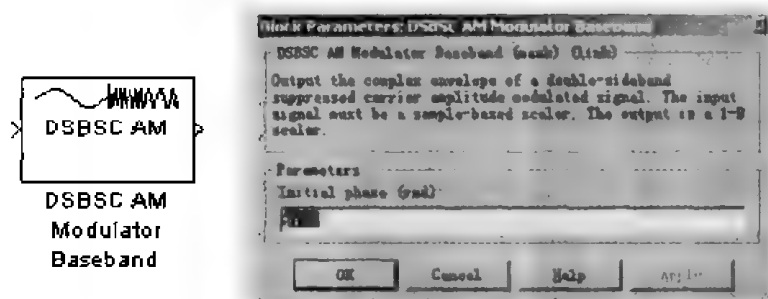 DSBSC AM
DSBSC AM
Modulator
Baseband
Block Parameters: DSBSC AM Modulator Baseband
DSBSC AM Modulator Baseband (mask) (link)
Output the complex envelope of a double-sideband
suppressed carrier amplitude modulated signal. The input
signal must be a sample-based scalar. The output is a 1-D
scalar.
Parameters
Initial phase (rad)
OK
Cancel
Help
Apply